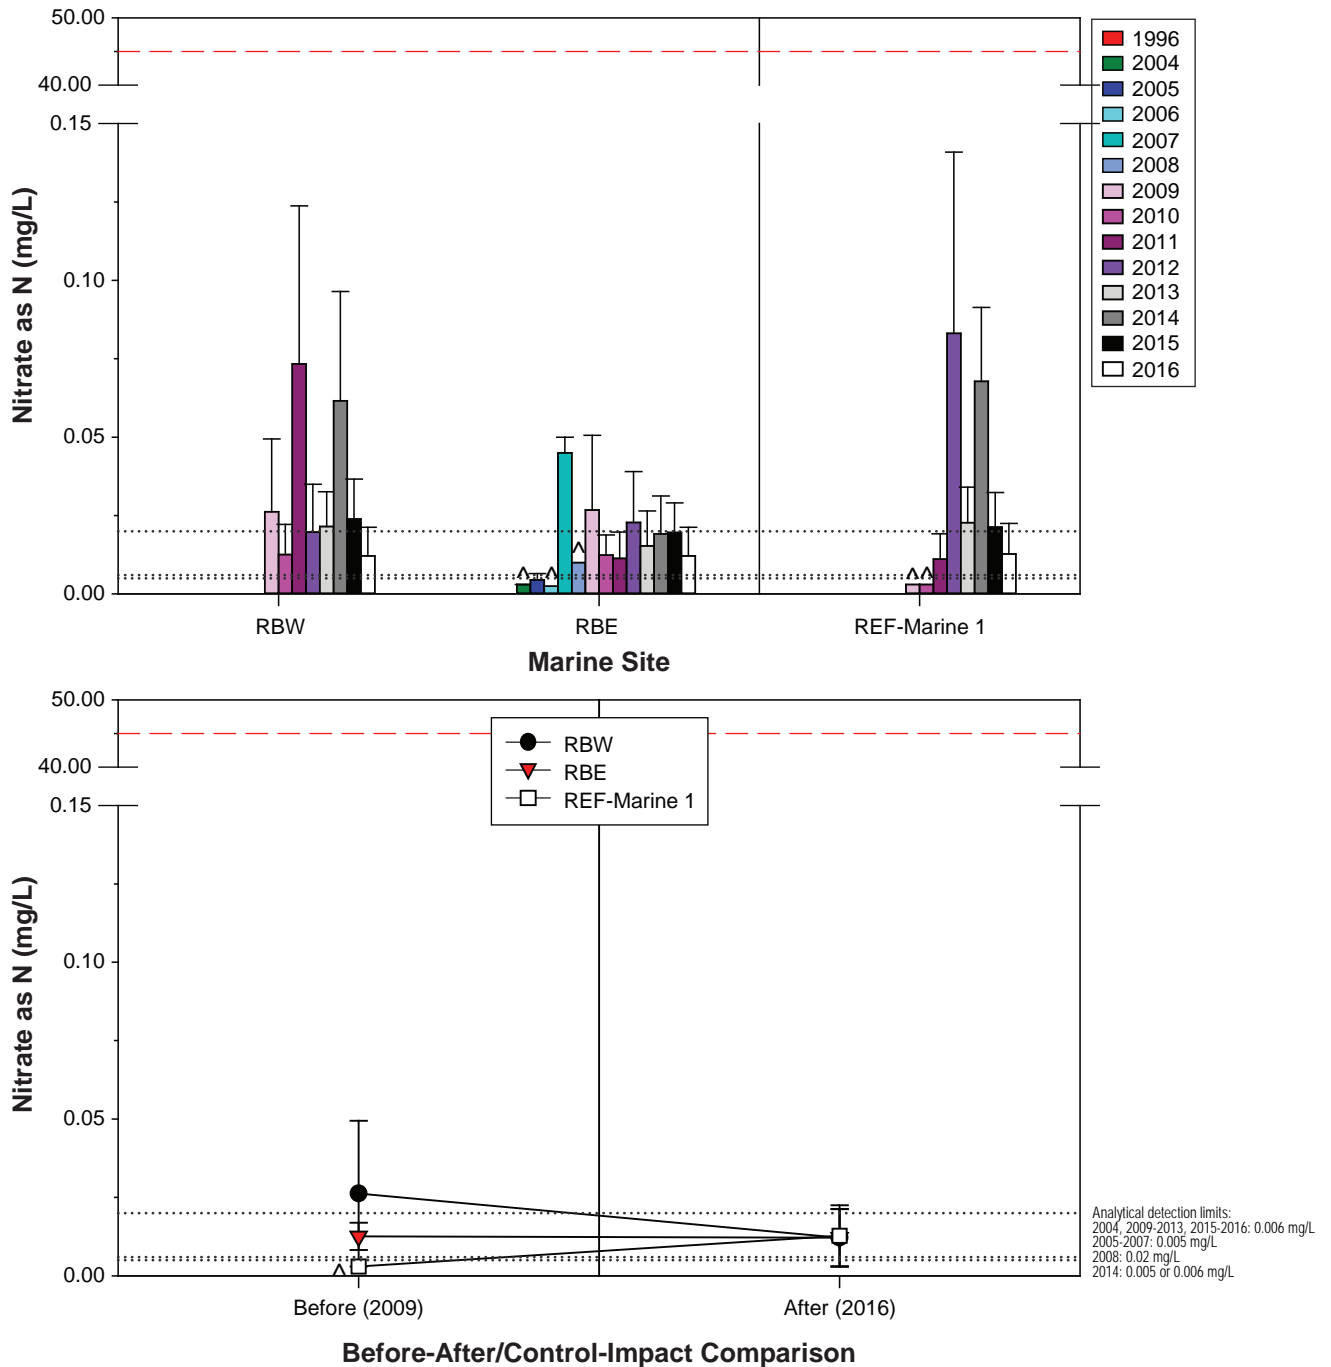 50.00
40.00
0.15
0.10
0.05
0.00
Nitrate as N (mg/L)
^ ^ ^ ^ ^
RBW RBE REF-Marine 1
Marine Site
1996
2004
2005
2006
2007
2008
2009
2010
2011
2012
2013
2014
2015
2016
50.00
40.00
0.15
0.10
0.05
0.00
Nitrate as N (mg/L)
RBW
RBE
REF-Marine 1
^
Before (2009) After (2016)
Before-After/Control-Impact Comparison
Analytical detection limits:
2004, 2009-2013, 2015-2016: 0.006 mg/L
2005-2007: 0.005 mg/L
2008: 0.02 mg/L
2014: 0.005 or 0.006 mg/L